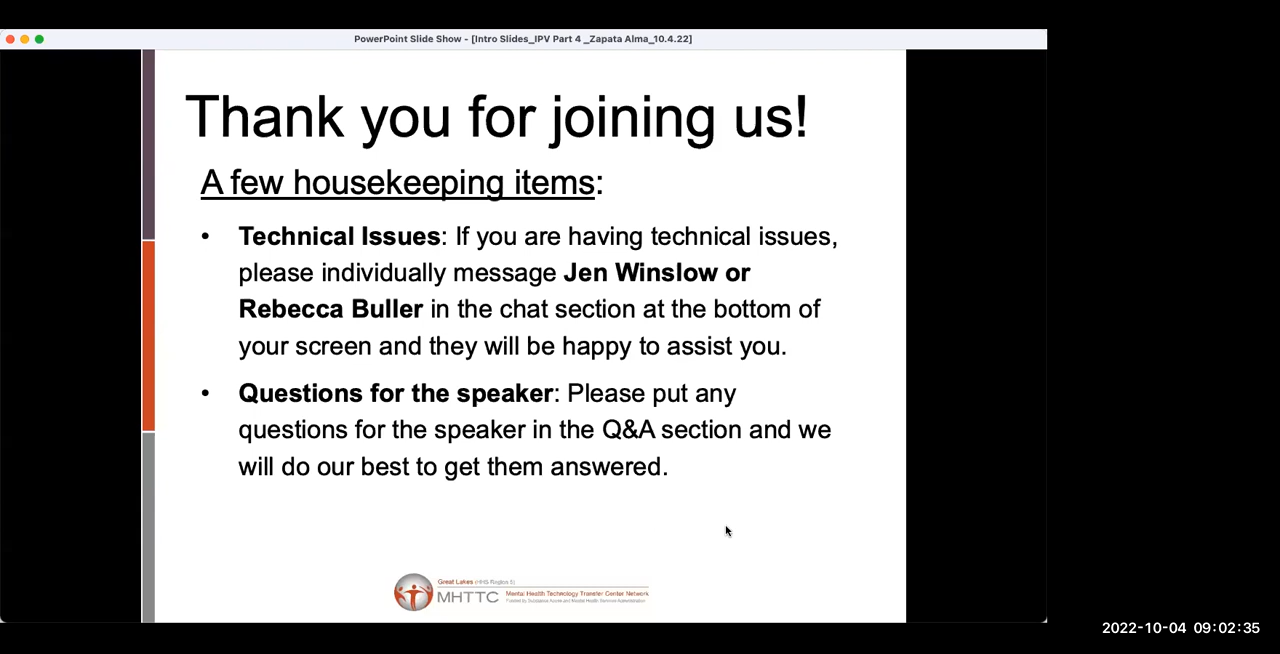 PowerPoint Slide Show - [Intro Slides_IPV Part 4 _Zapata Alma_10.4.22]
Thank you for joining us!
A few housekeeping items:
• Technical Issues: If you are having technical issues,
please individually message Jen Winslow or
Rebecca Buller in the chat section at the bottom of
your screen and they will be happy to assist you.
• Questions for the speaker: Please put any
questions for the speaker in the Q&A section and we
will do our best to get them answered.
Great Lakes (HHS Region 5)
MHTTC
Mental Health Technology Transfer Center Network
Funded by Substance Abuse and Mental Health Services Administration
2022-10-04 09:02:35